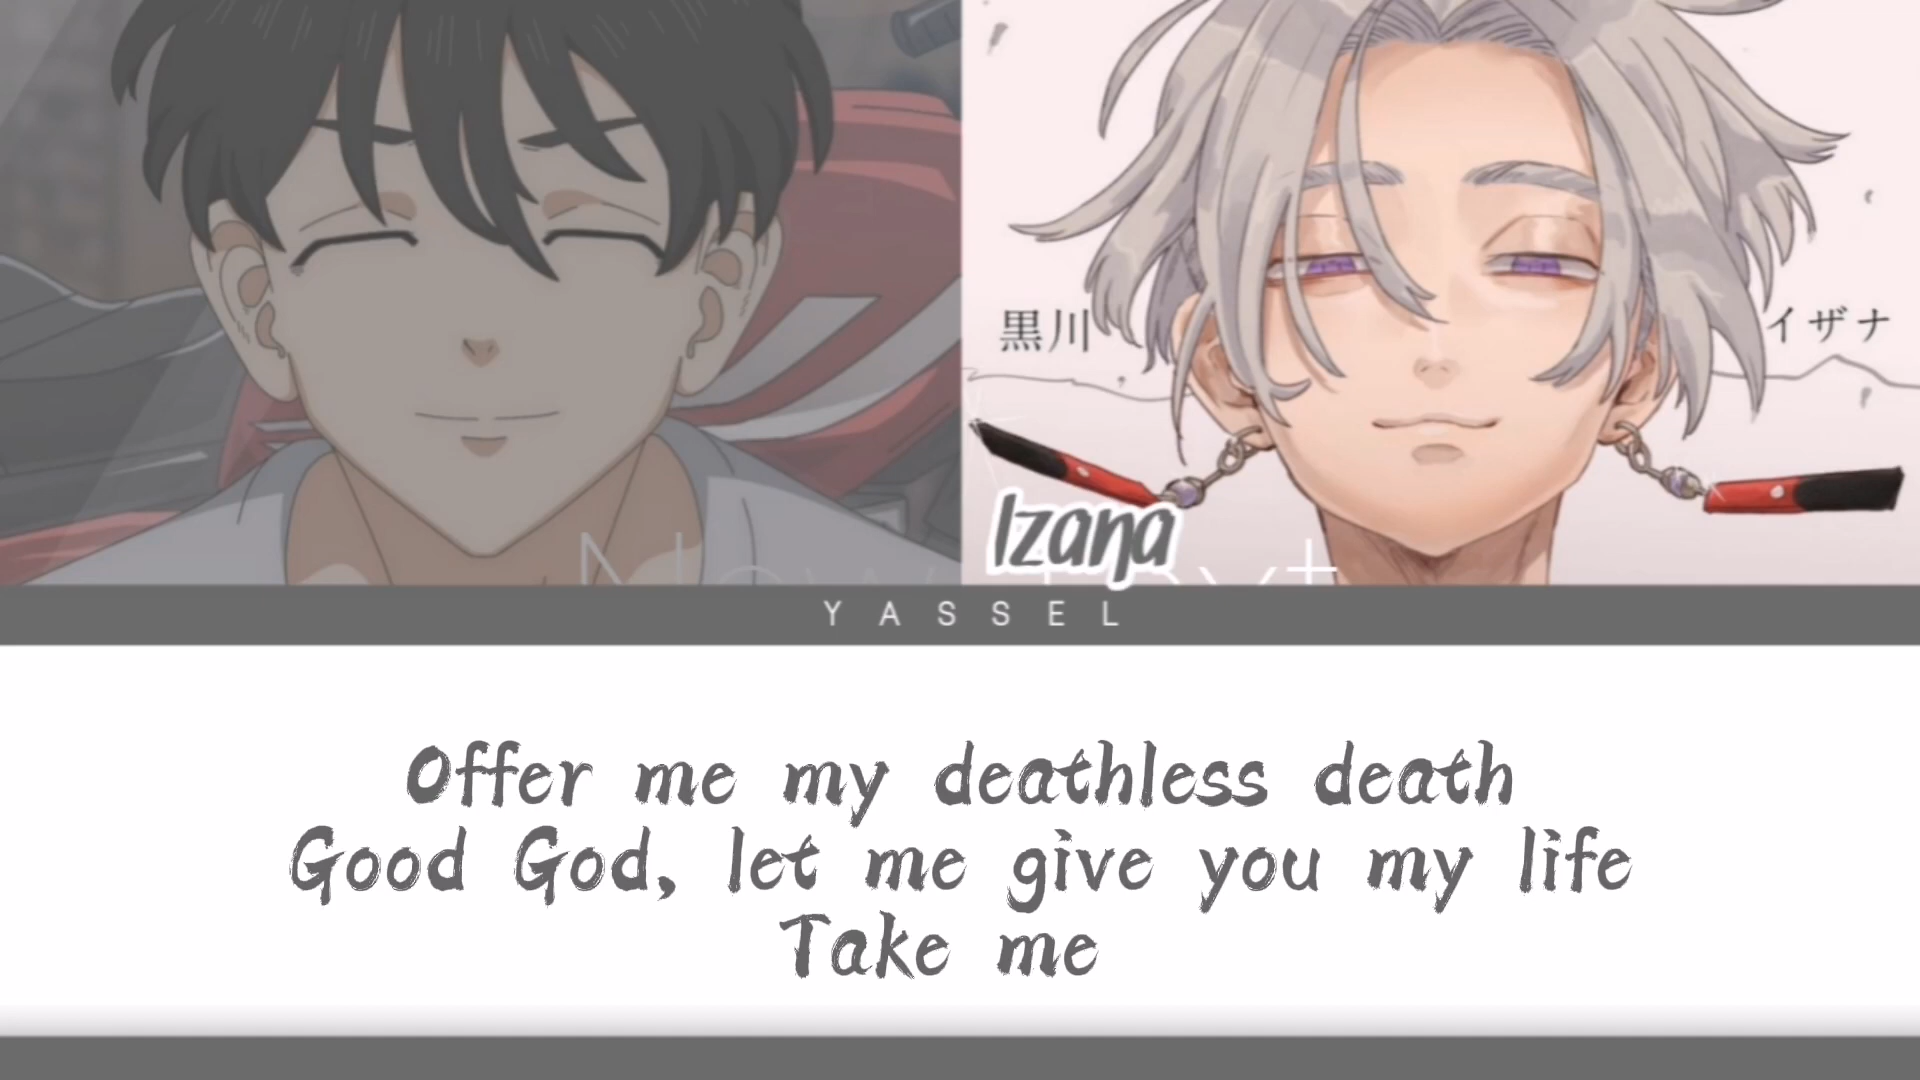 黒川
イザナ
Izana
YASSEL
Offer me my deathless death
Good God, let me give you my life
Take me